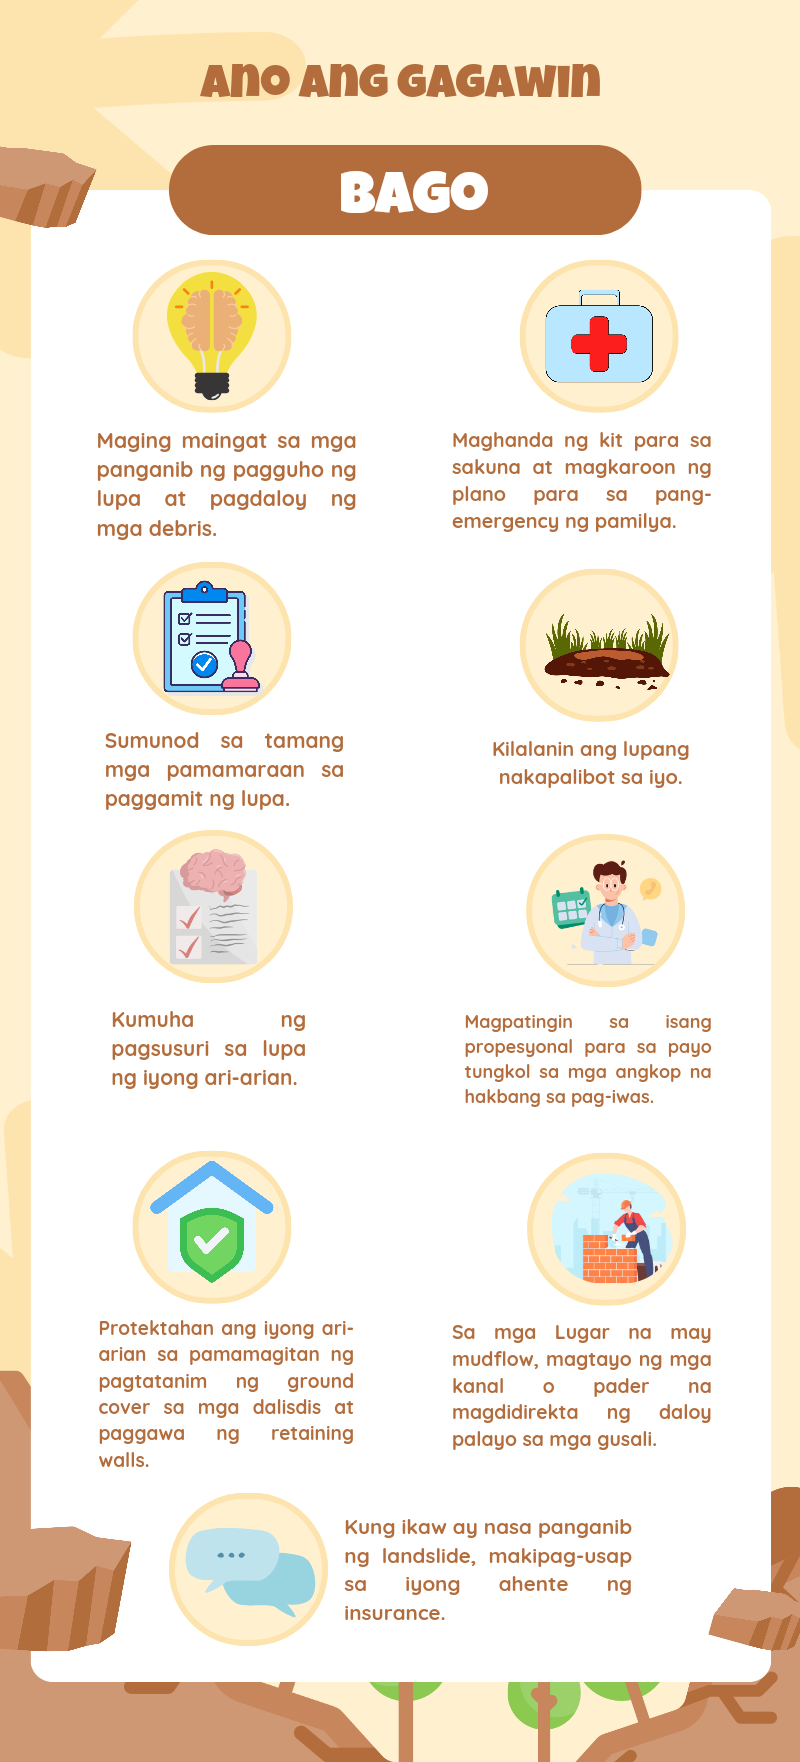 ANO ANG GAGAWIN
BAGO
Maging maingat sa mga
panganib ng pagguho ng
lupa at pagdaloy ng
mga debris.
Maghanda ng kit para sa
sakuna at magkaroon ng
plano para sa pang-
emergency ng pamilya.
Sumunod sa tamang
mga pamamaraan sa
paggamit ng lupa.
Kilalanin ang lupang
nakapalibot sa iyo.
Kumuha ng
pagsusuri sa lupa
ng iyong ari-arian.
Magpatingin sa isang
propesyonal para sa payo
tungkol sa mga angkop na
hakbang sa pag-iwas.
Protektahan ang iyong ari-
arian sa pamamagitan ng
pagtatanim ng ground
cover sa mga dalisdis at
paggawa ng retaining
walls.
Sa mga Lugar na may
mudflow, magtayo ng mga
kanal o pader na
magdidirekta ng daloy
palayo sa mga gusali.
Kung ikaw ay nasa panganib
ng landslide, makipag-usap
sa iyong ahente ng
insurance.